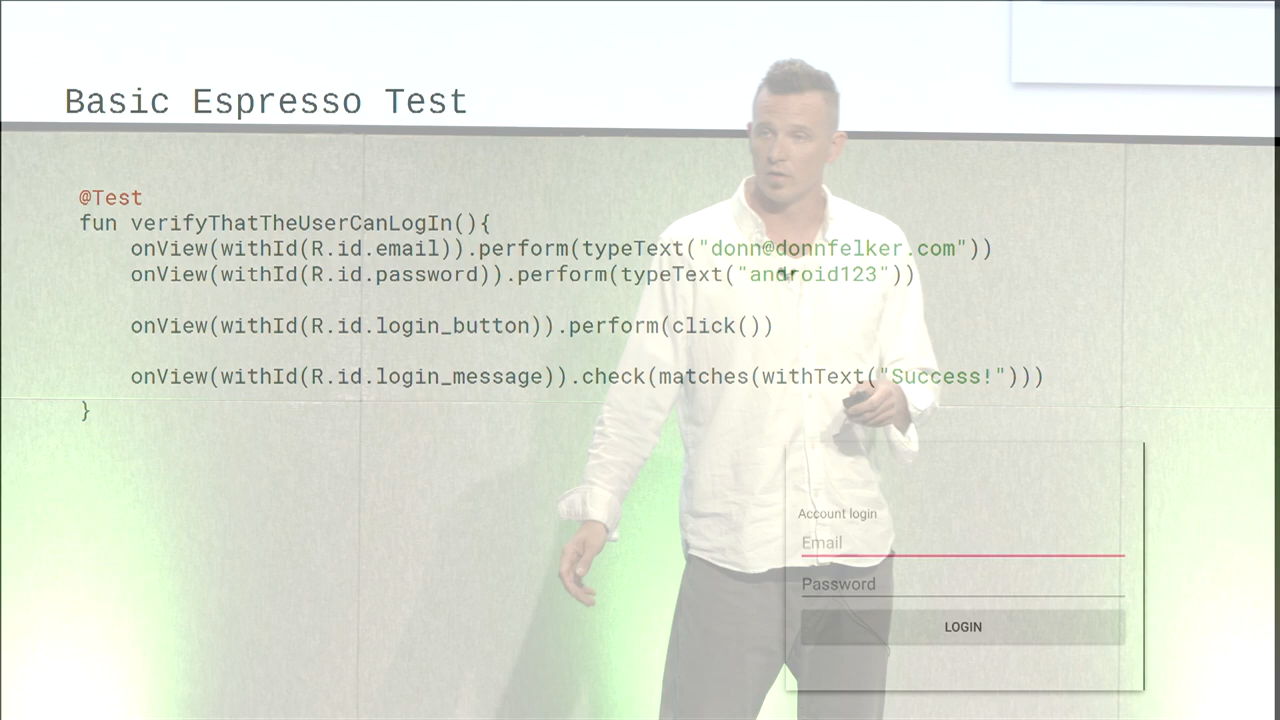 Basic Espresso Test
@Test
fun verifyThatTheUserCanLogIn(){
onView(withId(R.id.email)).perform(typeText("donn@donnfelker.com"))
onView(withId(R.id.password)).perform(typeText("android123"))
onView(withId(R.id.login_button)).perform(click())
onView(withId(R.id.login_message)).check(matches(withText("Success!")))
}
Account login
Email
Password
LOGIN